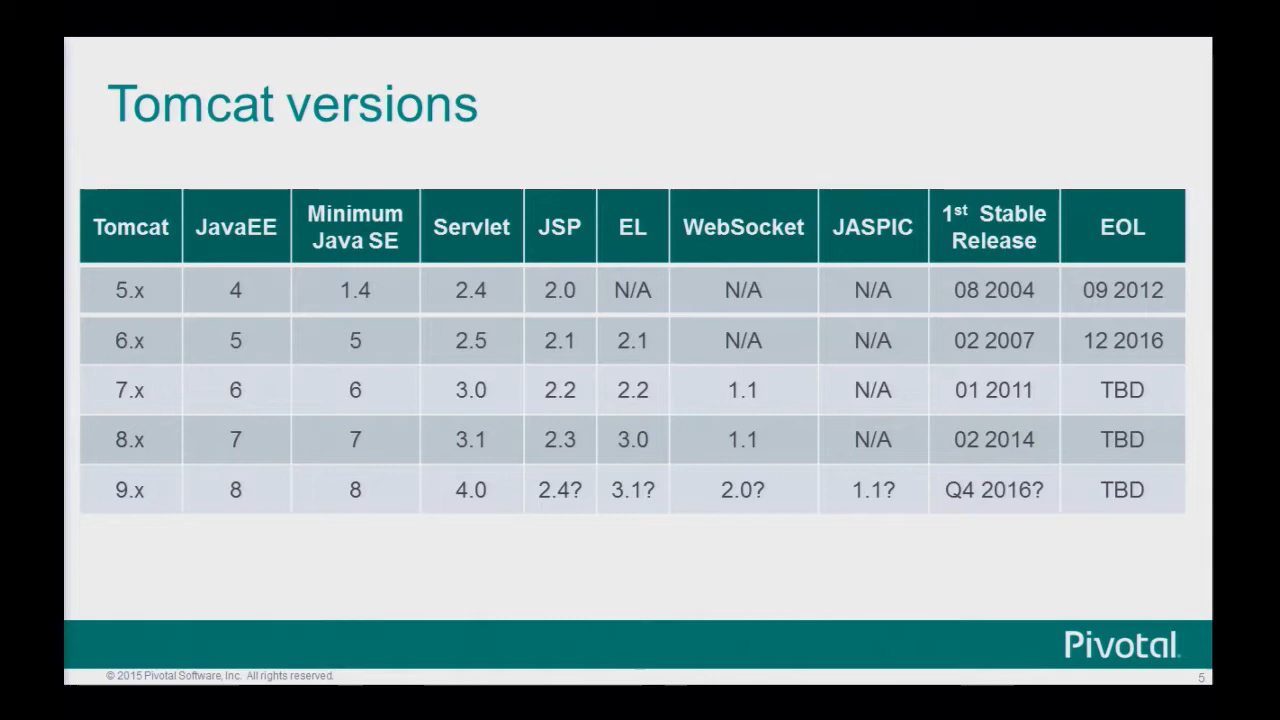 Tomcat versions
Tomcat JavaEE Minimum Java SE Servlet JSP EL WebSocket JASPIC 1st Stable Release EOL
5.x 4 1.4 2.4 2.0 N/A N/A N/A 08 2004 09 2012
6.x 5 5 2.5 2.1 2.1 N/A N/A 02 2007 12 2016
7.x 6 6 3.0 2.2 2.2 1.1 N/A 01 2011 TBD
8.x 7 7 3.1 2.3 3.0 1.1 N/A 02 2014 TBD
9.x 8 8 4.0 2.4? 3.1? 2.0? 1.1? Q4 2016? TBD
Pivotal
© 2015 Pivotal Software, Inc. All rights reserved.
5